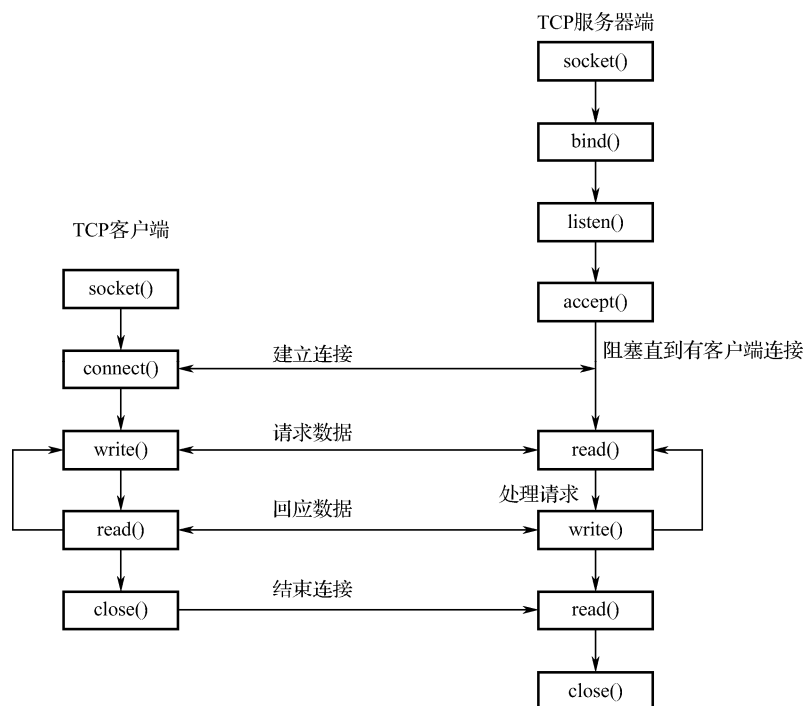 TCP服务器端
socket()
bind()
listen()
TCP客户端
socket()
accept()
阻塞直到有客户端连接
建立连接
connect()
请求数据
write()
read()
处理请求
回应数据
read()
write()
结束连接
close()
read()
close()